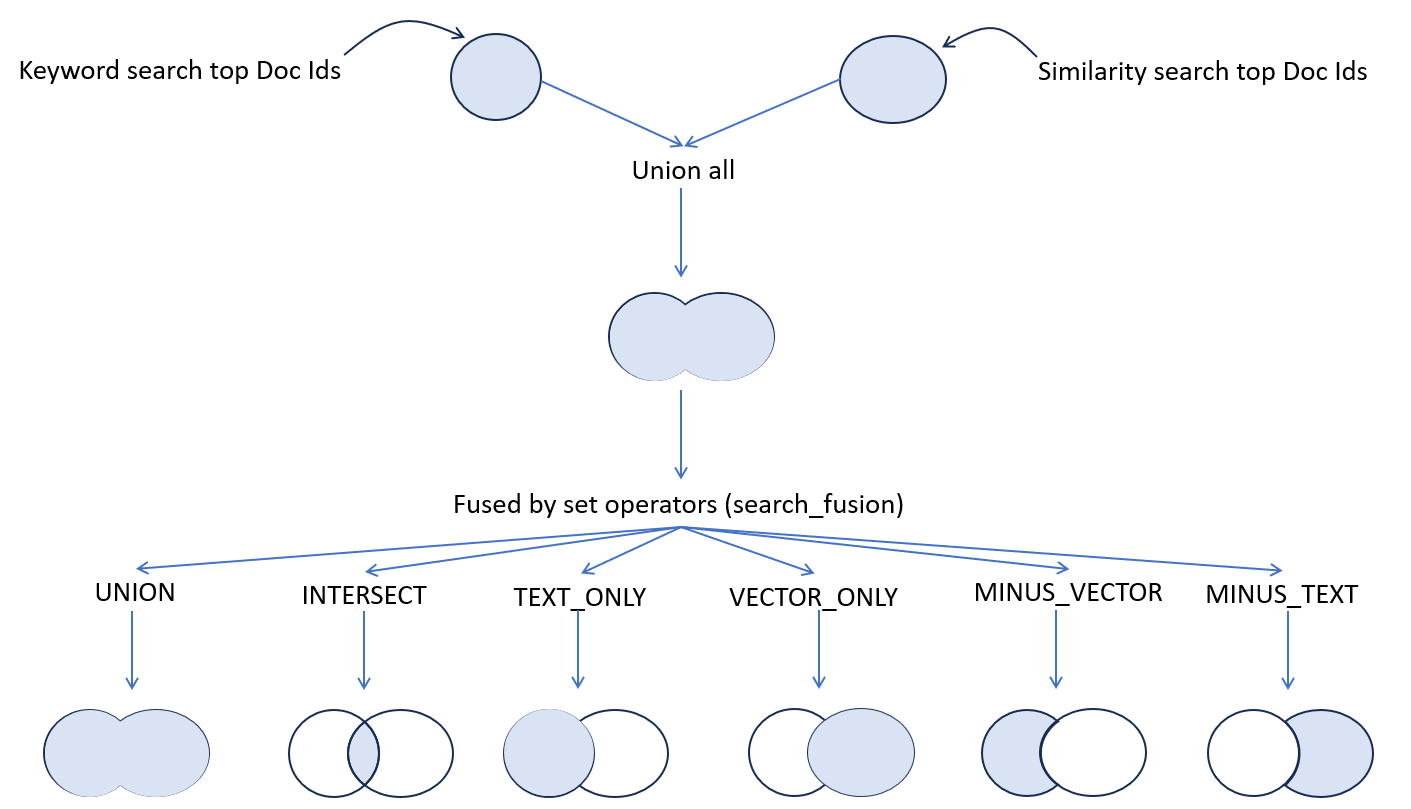 Keyword search top Doc Ids
Similarity search top Doc Ids
Union all
Fused by set operators (search_fusion)
UNION
INTERSECT
TEXT_ONLY
VECTOR_ONLY
MINUS_VECTOR
MINUS_TEXT